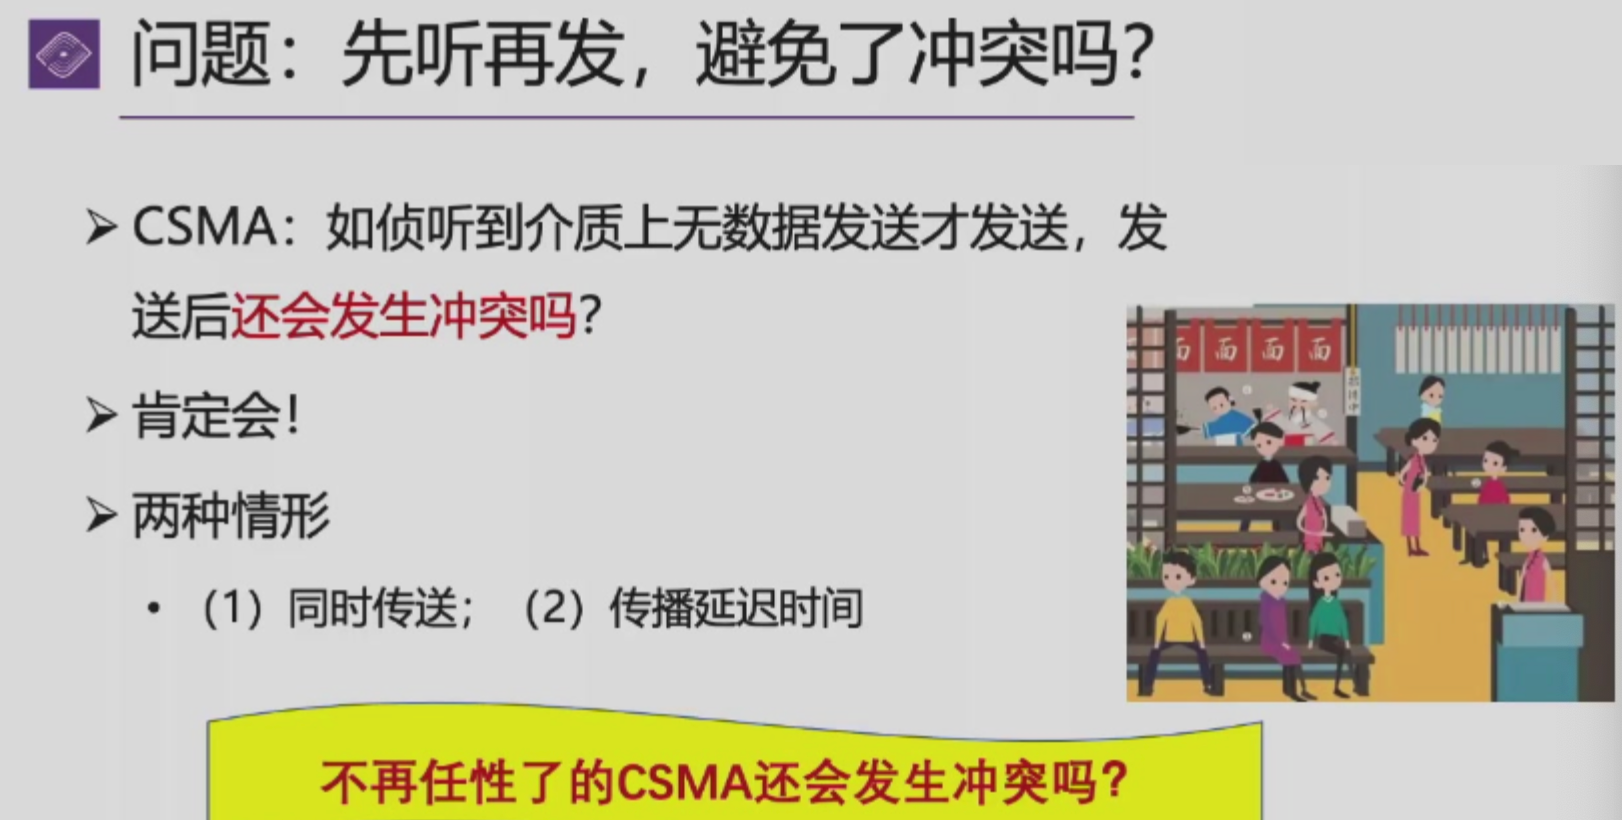 问题：先听再发，避免了冲突吗？
➢ CSMA：如侦听到介质上无数据发送才发送，发
送后还会发生冲突吗？
➢ 肯定会！
➢ 两种情形
• （1）同时传送；（2）传播延迟时间
面 面 面 面
不再任性了的CSMA还会发生冲突吗？